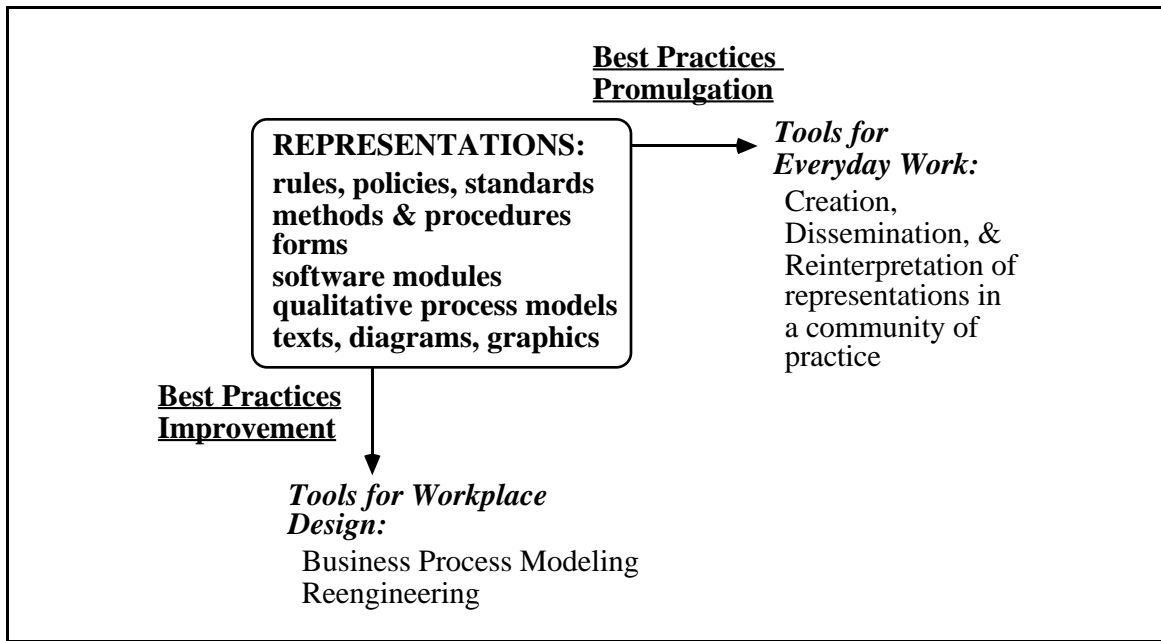 Best Practices
Promulgation
REPRESENTATIONS:
rules, policies, standards
methods & procedures
forms
software modules
qualitative process models
texts, diagrams, graphics
Tools for
Everyday Work:
Creation,
Dissemination, &
Reinterpretation of
representations in
a community of
practice
Best Practices
Improvement
Tools for Workplace
Design:
Business Process Modeling
Reengineering